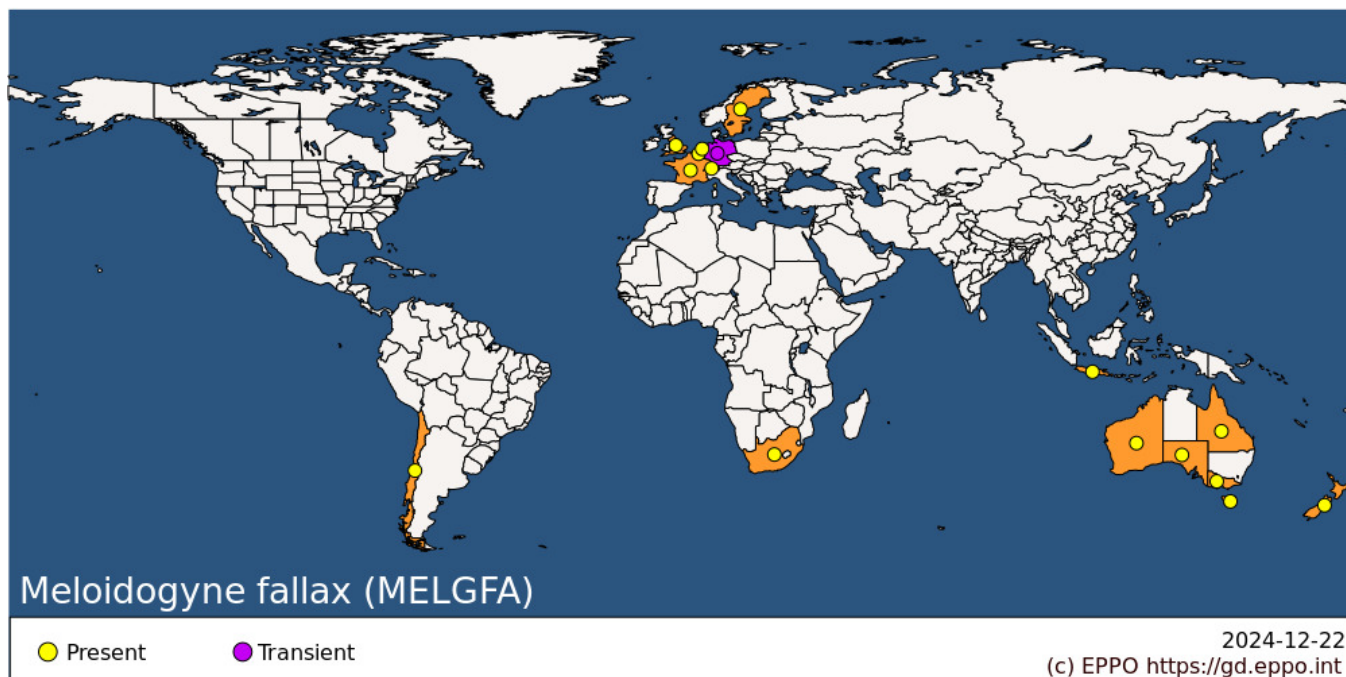 Meloidogyne fallax (MELGFA)
Present
Transient
2024-12-22
(c) EPPO https://gd.eppo.int